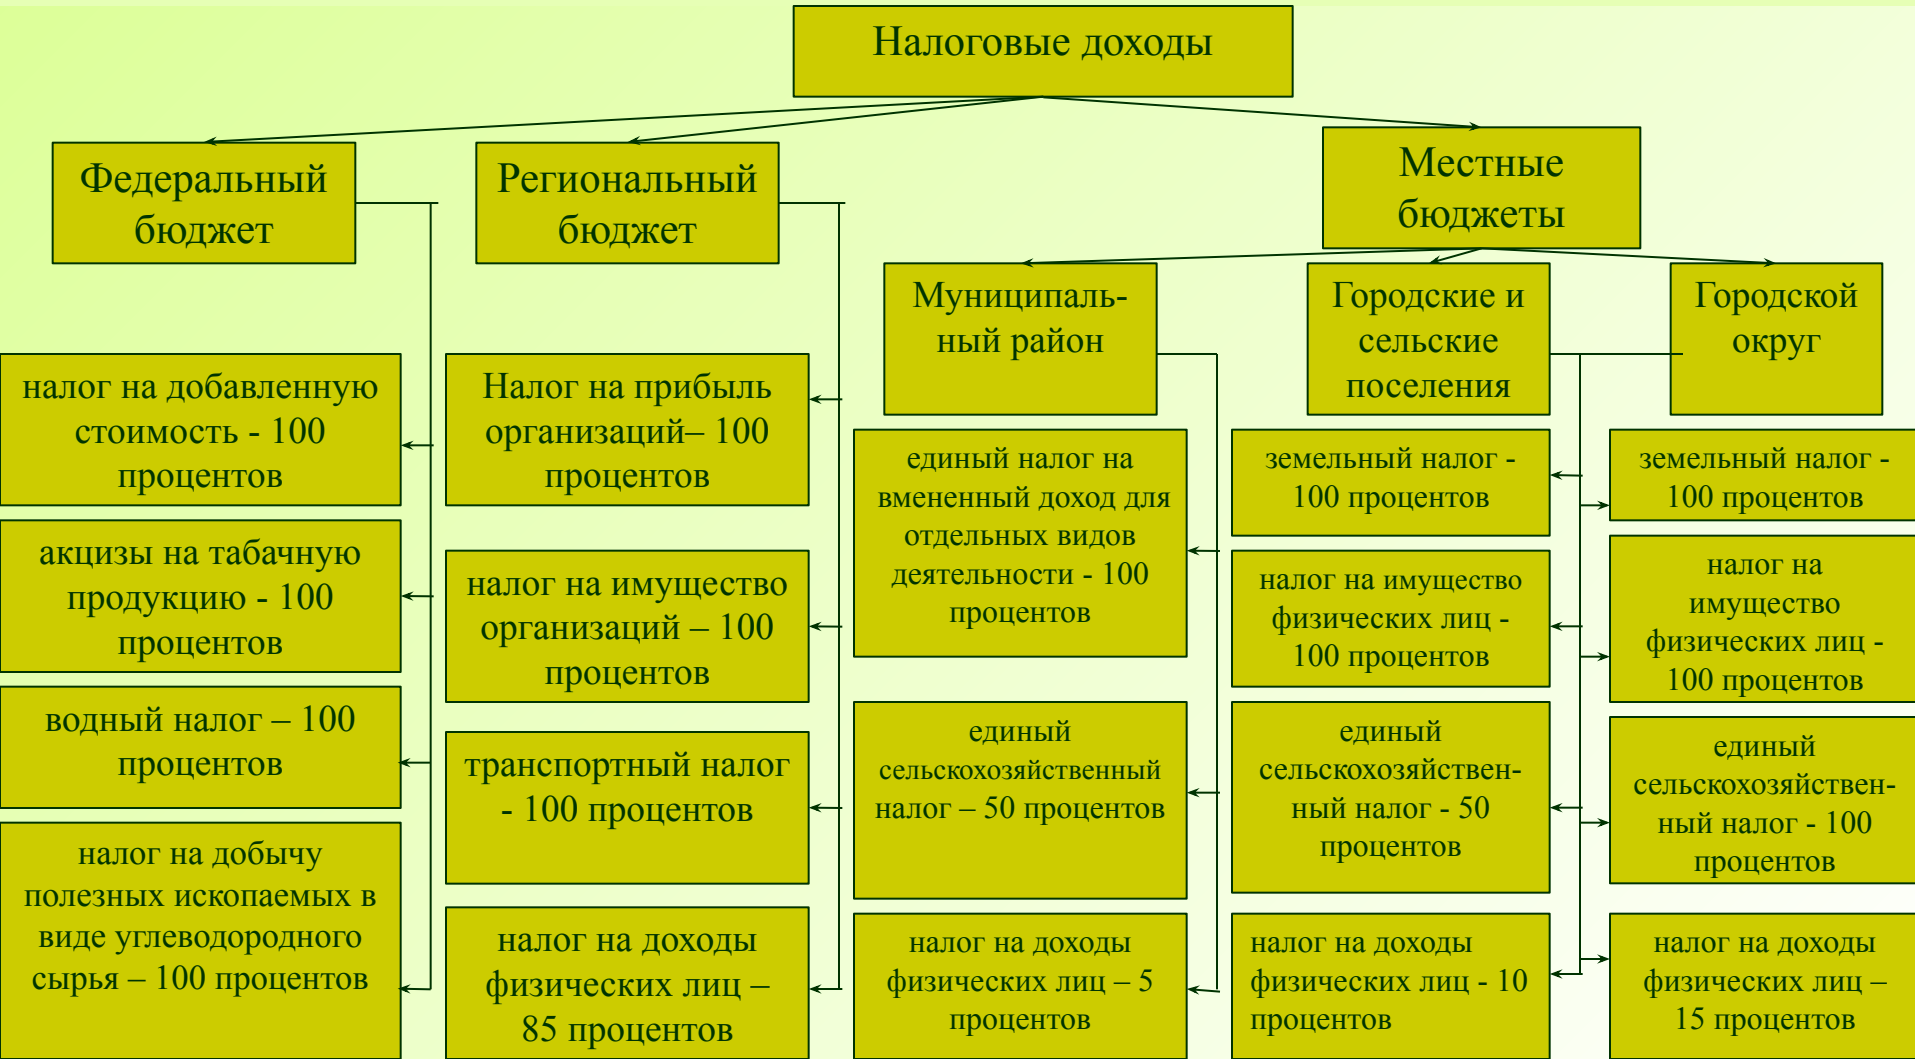 Налоговые доходы
Федеральный
бюджет
Региональный
бюджет
Местные
бюджеты
Муниципаль-
ный район
Городские и
сельские
поселения
Городской
округ
налог на добавленную
стоимость - 100
процентов
акцизы на табачную
продукцию - 100
процентов
водный налог – 100
процентов
налог на добычу
полезных ископаемых в
виде углеводородного
сырья – 100 процентов
Налог на прибыль
организаций– 100
процентов
налог на имущество
организаций – 100
процентов
транспортный налог
- 100 процентов
налог на доходы
физических лиц –
85 процентов
единый налог на
вмененный доход для
отдельных видов
деятельности - 100
процентов
единый
сельскохозяйственный
налог – 50 процентов
налог на доходы
физических лиц – 5
процентов
земельный налог -
100 процентов
налог на имущество
физических лиц -
100 процентов
единый
сельскохозяйствен-
ный налог - 50
процентов
налог на доходы
физических лиц - 10
процентов
земельный налог -
100 процентов
налог на
имущество
физических лиц -
100 процентов
единый
сельскохозяйствен-
ный налог - 100
процентов
налог на доходы
физических лиц –
15 процентов